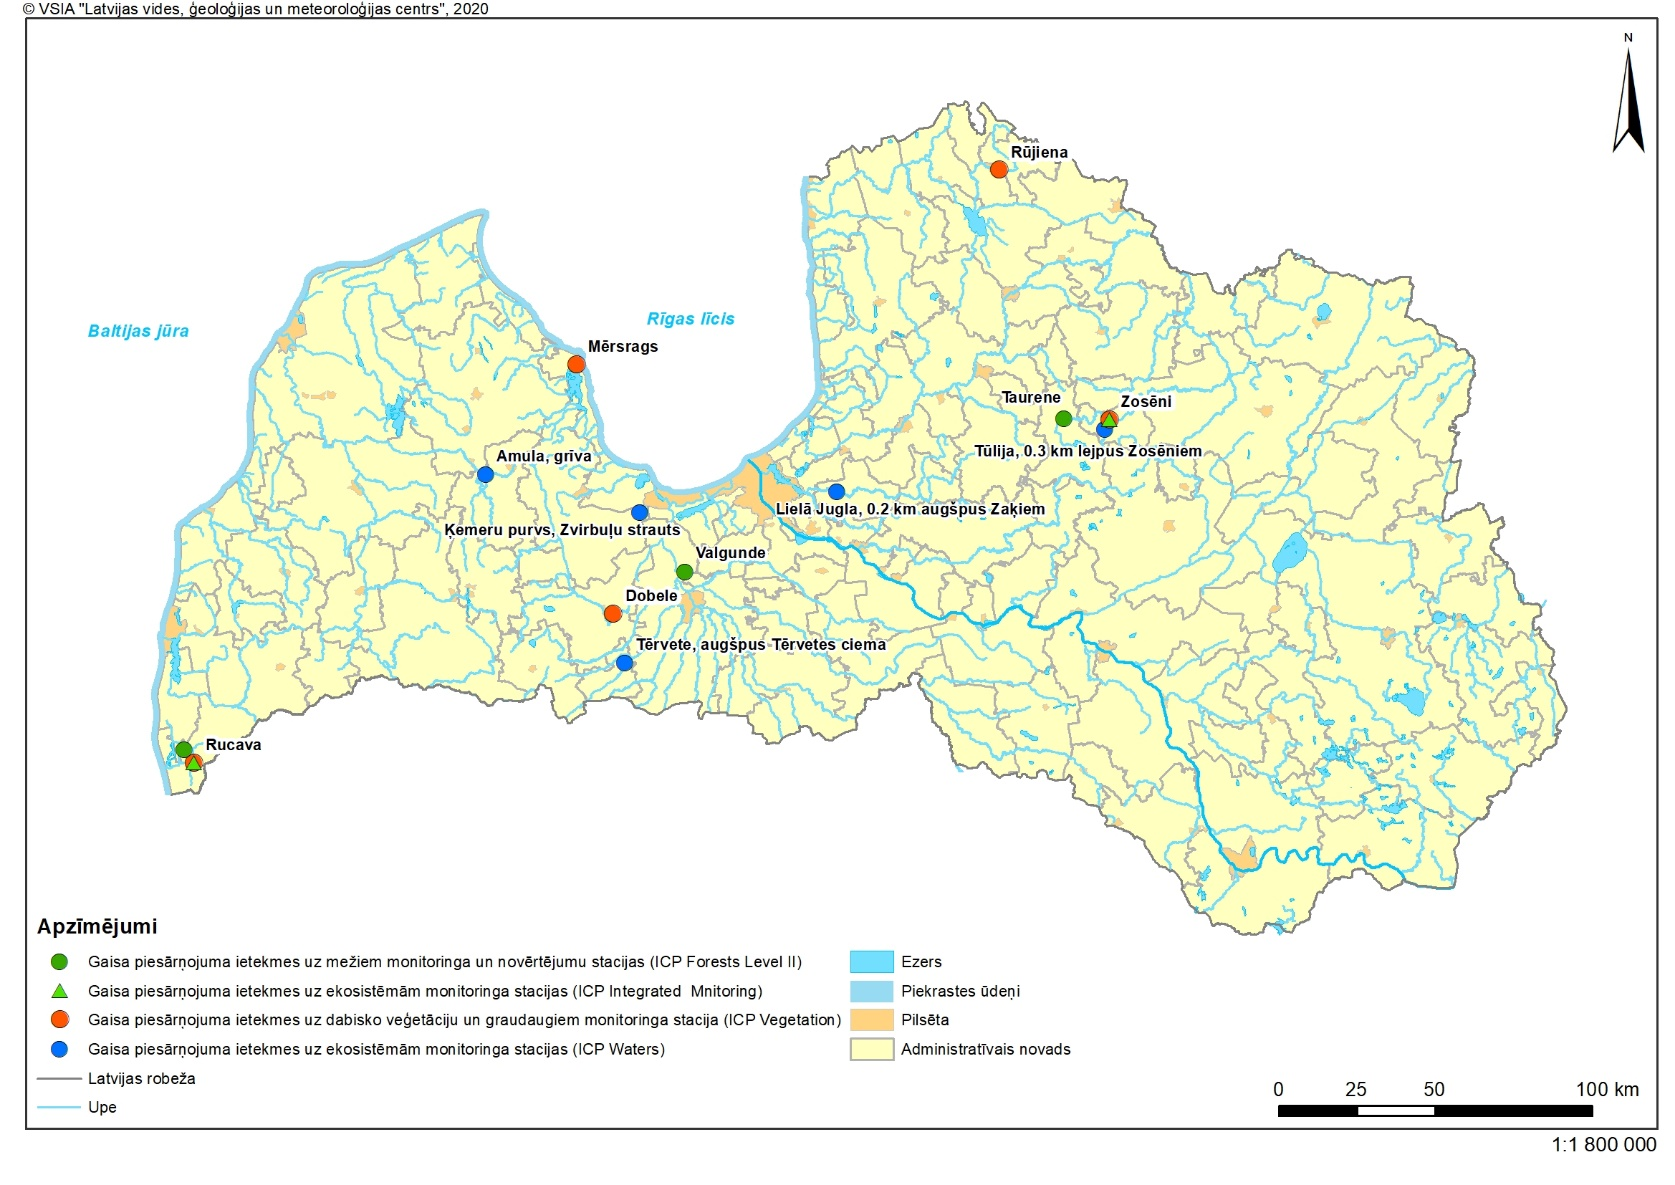 © VSIA "Latvijas vides, ģeoloģijas un meteoroloģijas centrs", 2020
N
Rūjiena
Baltijas jūra
Rīgas līcis
Mērsrags
Taurene
Zosēni
Tūlija, 0.3 km lejpus Zosēniem
Amula, grīva
Lielā Jugla, 0.2 km augšpus Zaķiem
Ķemeru purvs, Zvirbuļu strauts
Valgunde
Dobele
Tērvete, augšpus Tērvetes ciema
Rucava
Apzīmējumi
Gaisa piesārņojuma ietekmes uz mežiem monitoringa un novērtējumu stacijas (ICP Forests Level II)
Gaisa piesārņojuma ietekmes uz ekosistēmām monitoringa stacijas (ICP Integrated Mnitoring)
Gaisa piesārņojuma ietekmes uz dabisko veģetāciju un graudaugiem monitoringa stacija (ICP Vegetation)
Gaisa piesārņojuma ietekmes uz ekosistēmām monitoringa stacijas (ICP Waters)
Latvijas robeža
Upe
Ezers
Piekrastes ūdeņi
Pilsēta
Administratīvais novads
0 25 50 100 km
1:1 800 000